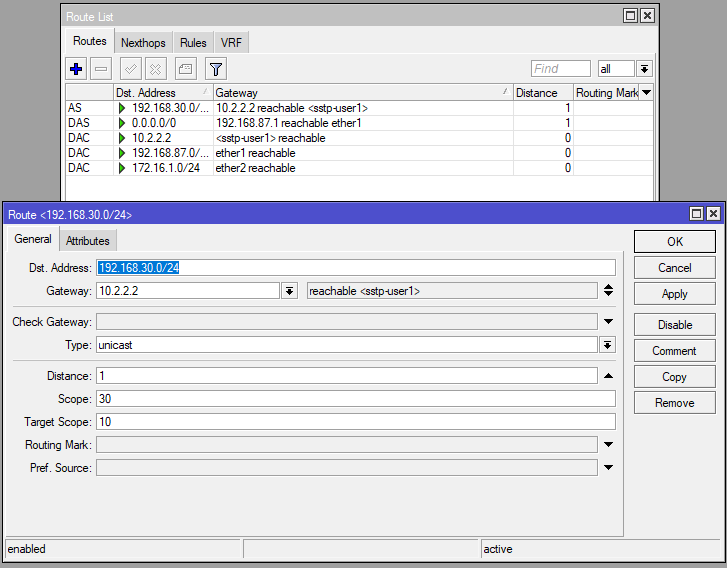 Route List
Routes Nexthops Rules VRF
Find all
Dst. Address Gateway Distance Routing Mark
AS 192.168.30.0/... 10.2.2.2 reachable <sstp-user1> 1
DAS 0.0.0.0/0 192.168.87.1 reachable ether1 1
DAC 10.2.2.2 <sstp-user1> reachable 0
DAC 192.168.87.0/... ether1 reachable 0
DAC 172.16.1.0/24 ether2 reachable 0
Route <192.168.30.0/24>
General Attributes
Dst. Address: 192.168.30.0/24
Gateway: 10.2.2.2 reachable <sstp-user1>
Check Gateway:
Type: unicast
Distance: 1
Scope: 30
Target Scope: 10
Routing Mark:
Pref. Source:
OK
Cancel
Apply
Disable
Comment
Copy
Remove
enabled active